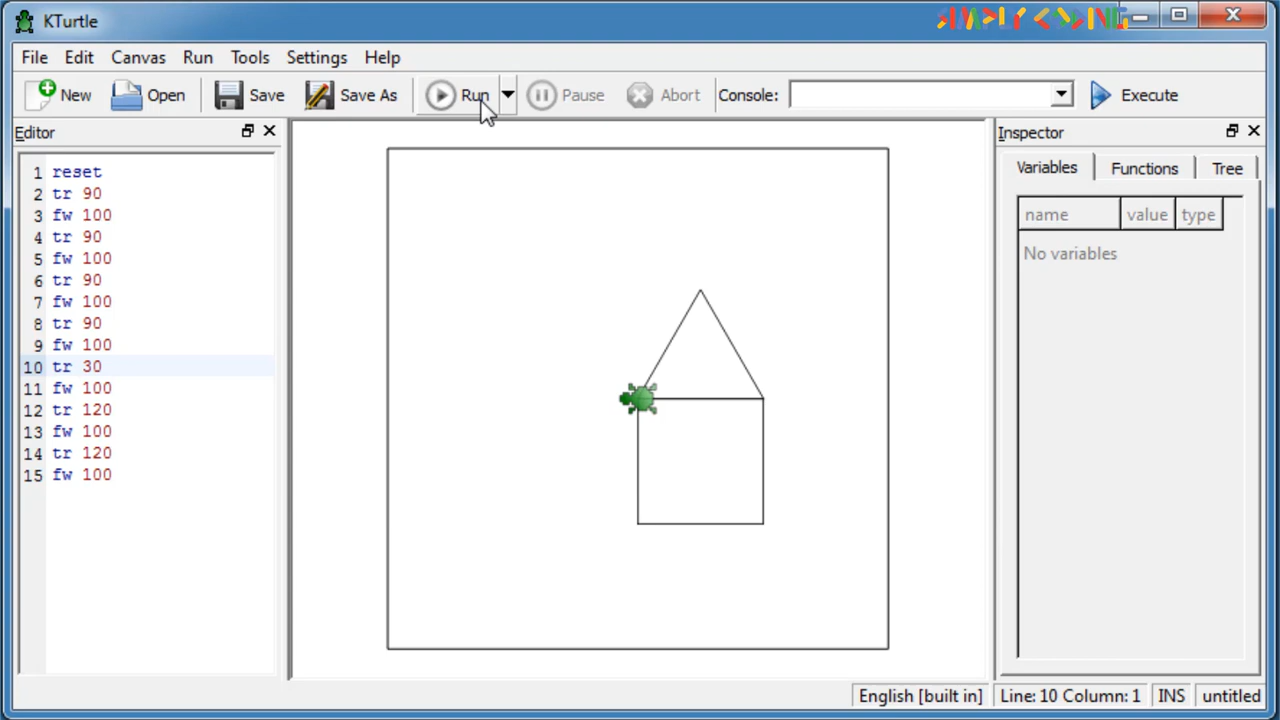 SIMPLY CODING
KTurtle
File Edit Canvas Run Tools Settings Help
New Open Save Save As Run Pause Abort Console: Execute
Editor
1 reset
2 tr 90
3 fw 100
4 tr 90
5 fw 100
6 tr 90
7 fw 100
8 tr 90
9 fw 100
10 tr 30
11 fw 100
12 tr 120
13 fw 100
14 tr 120
15 fw 100
Inspector
Variables Functions Tree
name value type
No variables
English [built in] Line: 10 Column: 1 INS untitled